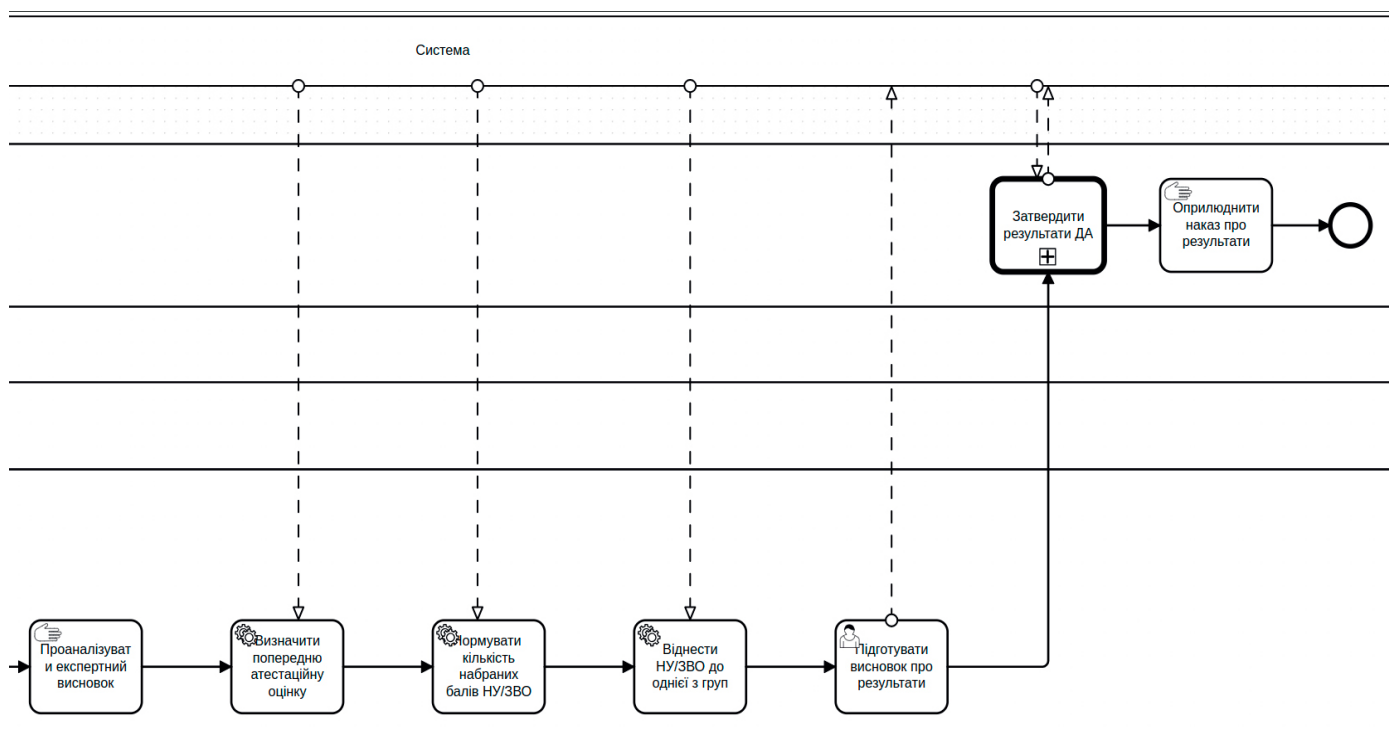 Система
Затвердити
результати ДА
Оприлюднити
наказ про
результати
Проаналізуват
и експертний
висновок
Визначити
попередню
атестаційну
оцінку
Нормувати
кількість
набраних
балів НУ/ЗВО
Віднести
НУ/ЗВО до
однієї з груп
Підготувати
висновок про
результати